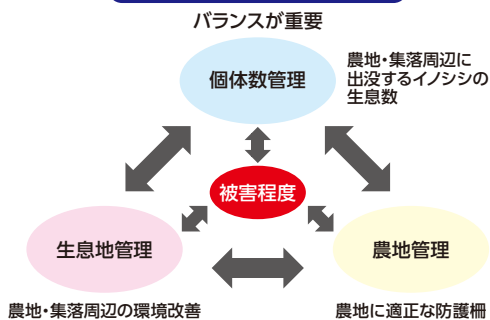 バランスが重要
個体数管理
農地・集落周辺に
出没するイノシシの
生息数
被害程度
生息地管理
農地管理
農地・集落周辺の環境改善
農地に適正な防護柵